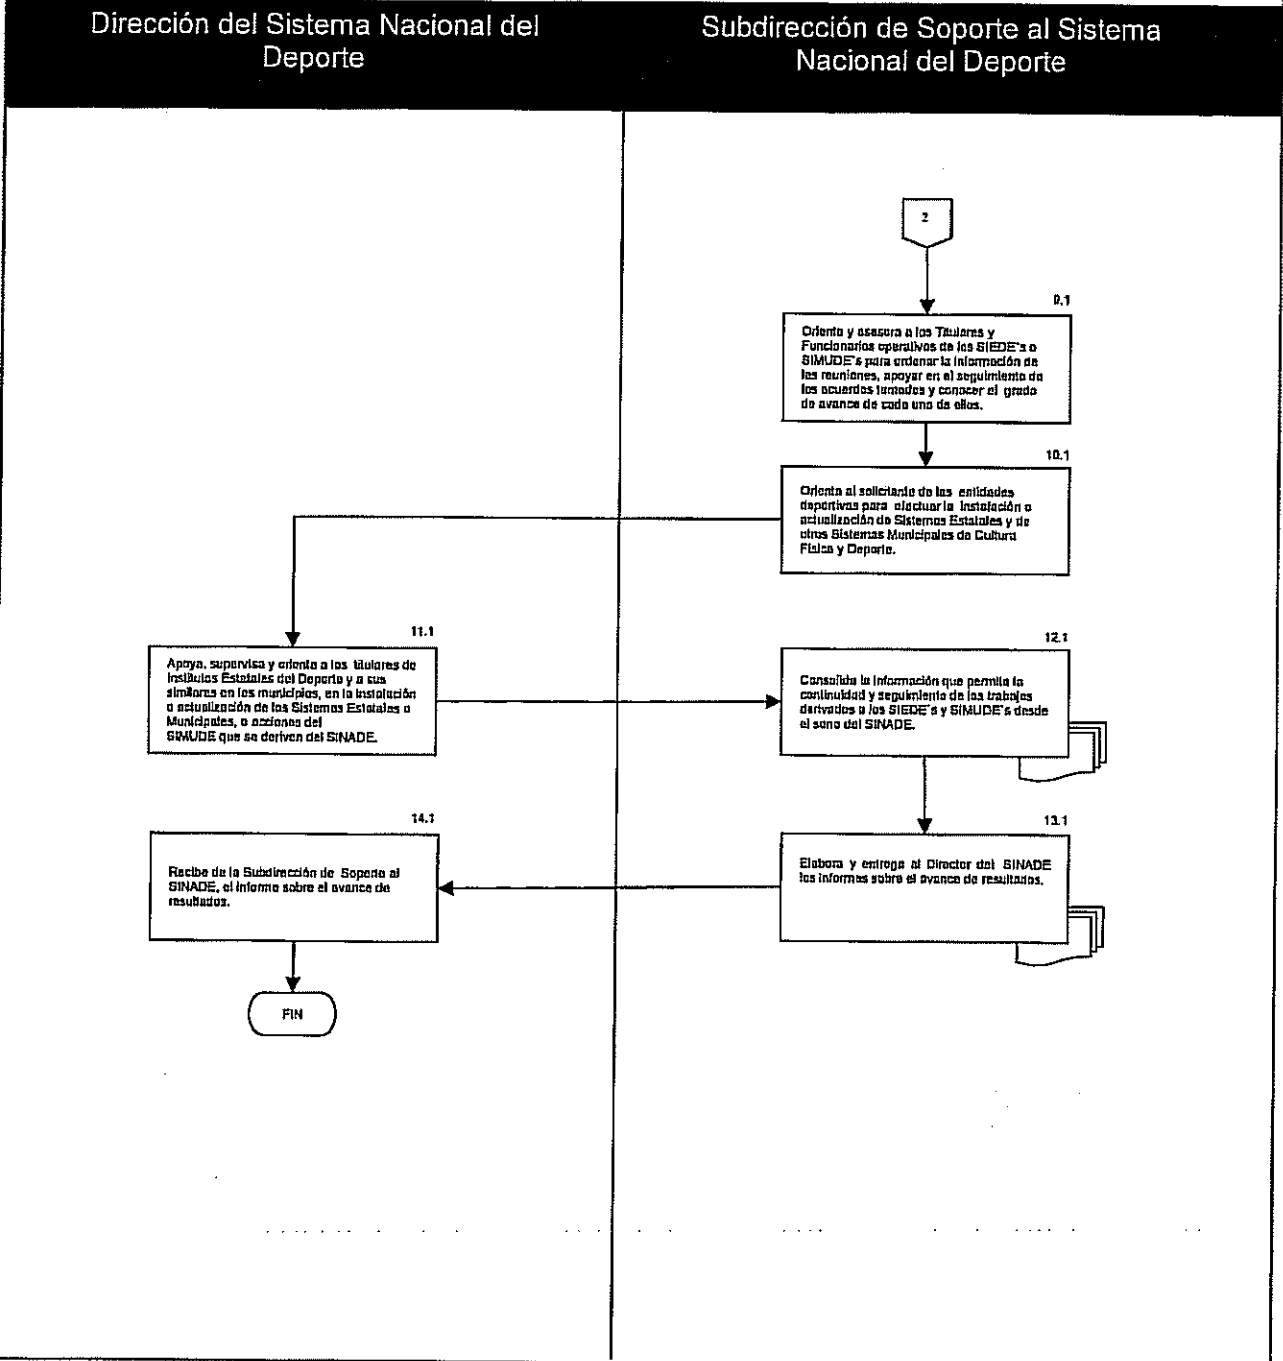 Dirección del Sistema Nacional del
Deporte
Subdirección de Soporte al Sistema
Nacional del Deporte
2
9.1
Orienta y asesora a los Titulares y
Funcionarios operativos de los SIEDE's o
SIMUDE's para ordenar la información de
las reuniones, apoyar en el seguimiento de
los acuerdos tomados y conocer el grado
de avance de cada uno de ellos.
10.1
Orienta al solicitante de las entidades
deportivas para efectuar la instalación o
actualización de Sistemas Estatales y de
otros Sistemas Municipales de Cultura
Física y Deporte.
11.1
Apoya, supervisa y orienta a los titulares de
Institutos Estatales del Deporte y a sus
similares en los municipios, en la instalación
o actualización de los Sistemas Estatales o
Municipales, o acciones del
SIMUDE que se deriven del SINADE.
12.1
Consolida la información que permita la
continuidad y seguimiento de los trabajos
derivados a los SIEDE's y SIMUDE's desde
el seno del SINADE.
13.1
Elabora y entrega al Director del SINADE
los informes sobre el avance de resultados.
14.1
Recibe de la Subdirección de Soporte al
SINADE, el informe sobre el avance de
resultados.
FIN